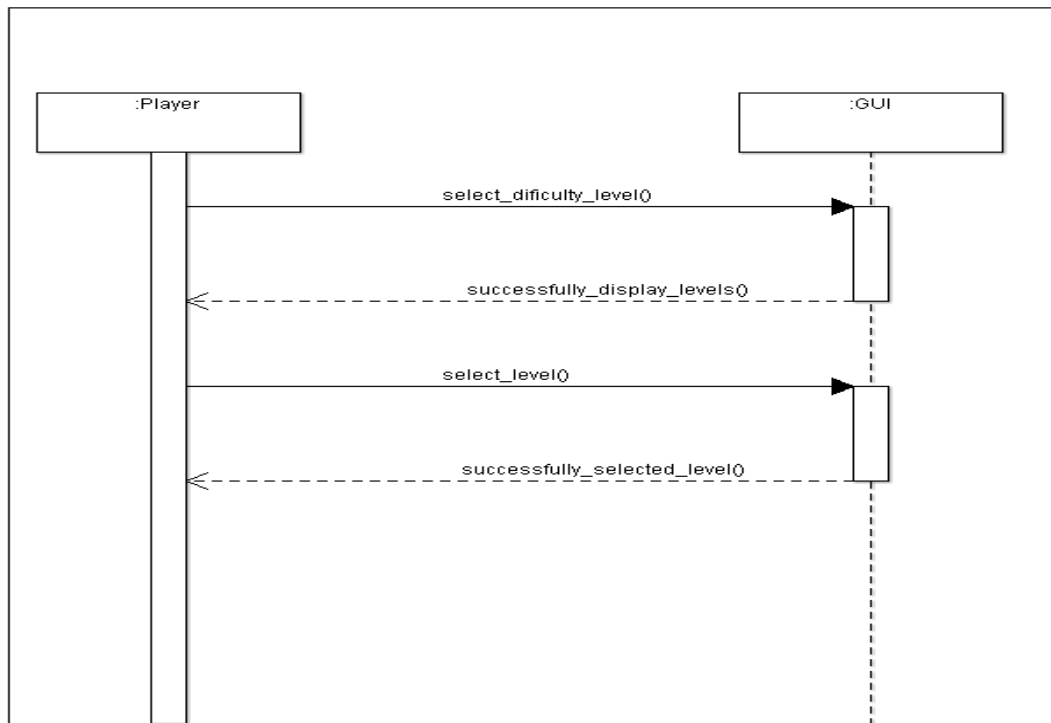 :Player
:GUI
select_dificulty_level()
successfully_display_levels()
select_level()
successfully_selected_level()